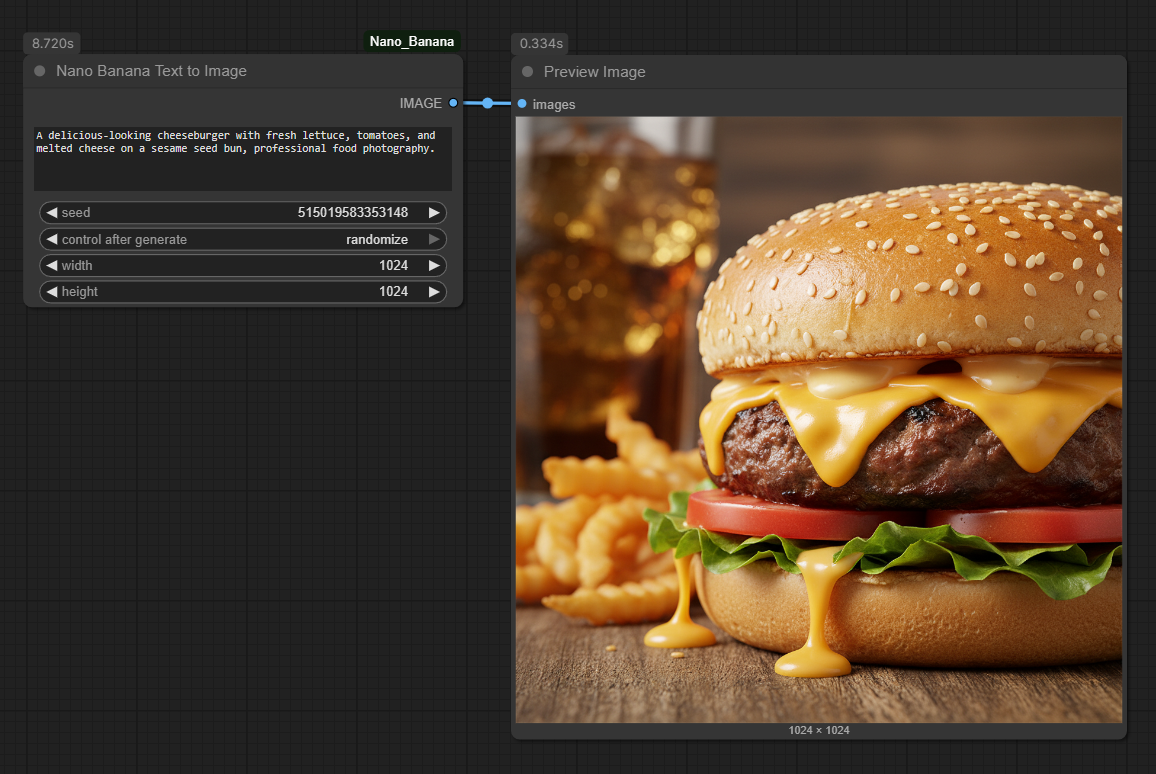 8.720s
Nano_Banana
Nano Banana Text to Image
IMAGE
A delicious-looking cheeseburger with fresh lettuce, tomatoes, and
melted cheese on a sesame seed bun, professional food photography.
seed 515019583353148
control after generate randomize
width 1024
height 1024
0.334s
Preview Image
images
1024 × 1024